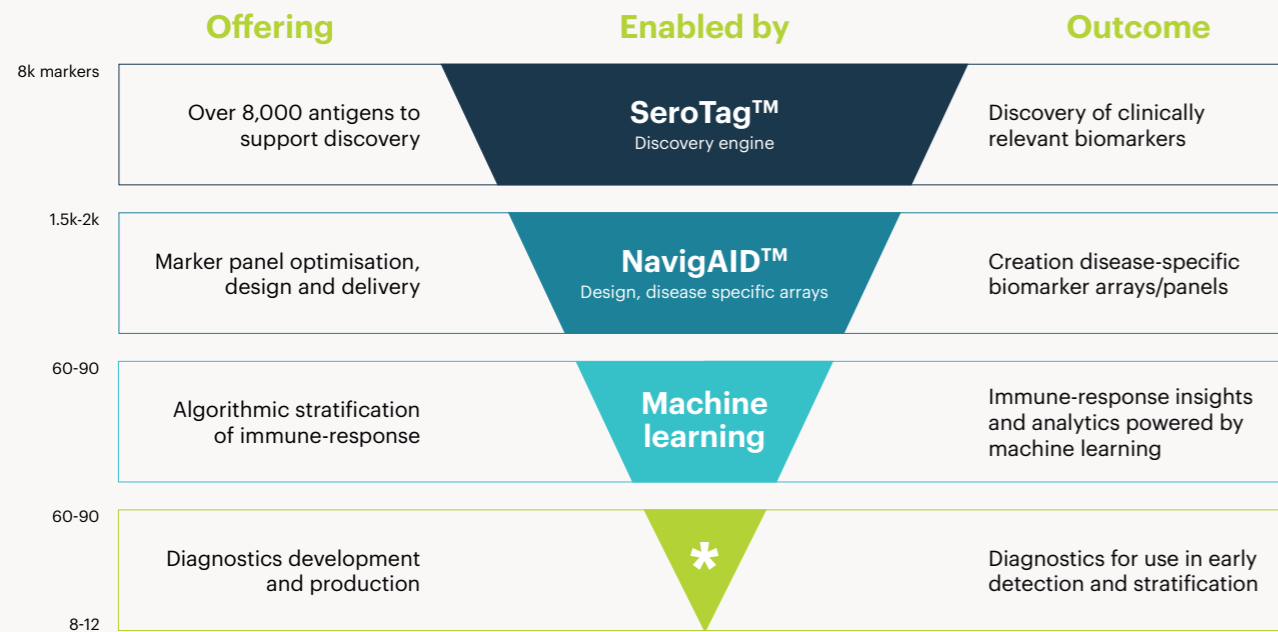 Offering
Enabled by
Outcome
8k markers
Over 8,000 antigens to
support discovery
SeroTag™
Discovery engine
Discovery of clinically
relevant biomarkers
1.5k-2k
Marker panel optimisation,
design and delivery
NavigAID™
Design, disease specific arrays
Creation disease-specific
biomarker arrays/panels
60-90
Algorithmic stratification
of immune-response
Machine
learning
Immune-response insights
and analytics powered by
machine learning
60-90
Diagnostics development
and production
*
Diagnostics for use in early
detection and stratification
8-12